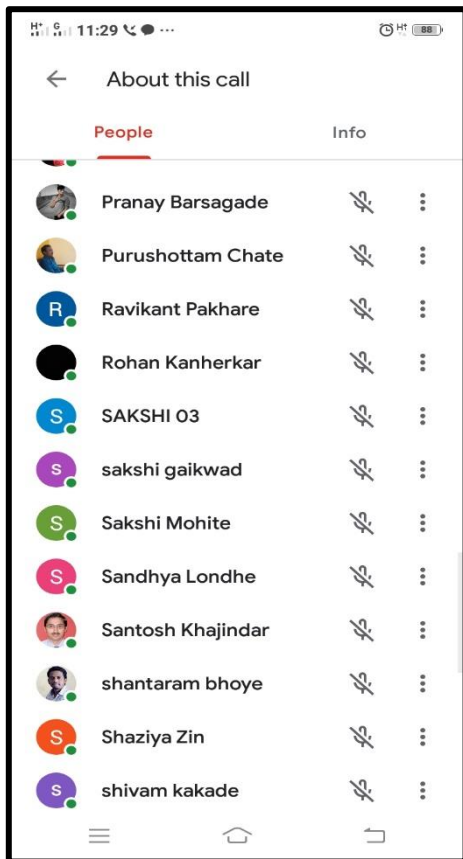 H+ G 11:29 ... H↑ 88
About this call
People Info
Pranay Barsagade
Purushottam Chate
R Ravikant Pakhare
Rohan Kanherkar
S SAKSHI 03
s sakshi gaikwad
S Sakshi Mohite
S Sandhya Londhe
Santosh Khajindar
shantaram bhoye
S Shaziya Zin
s shivam kakade